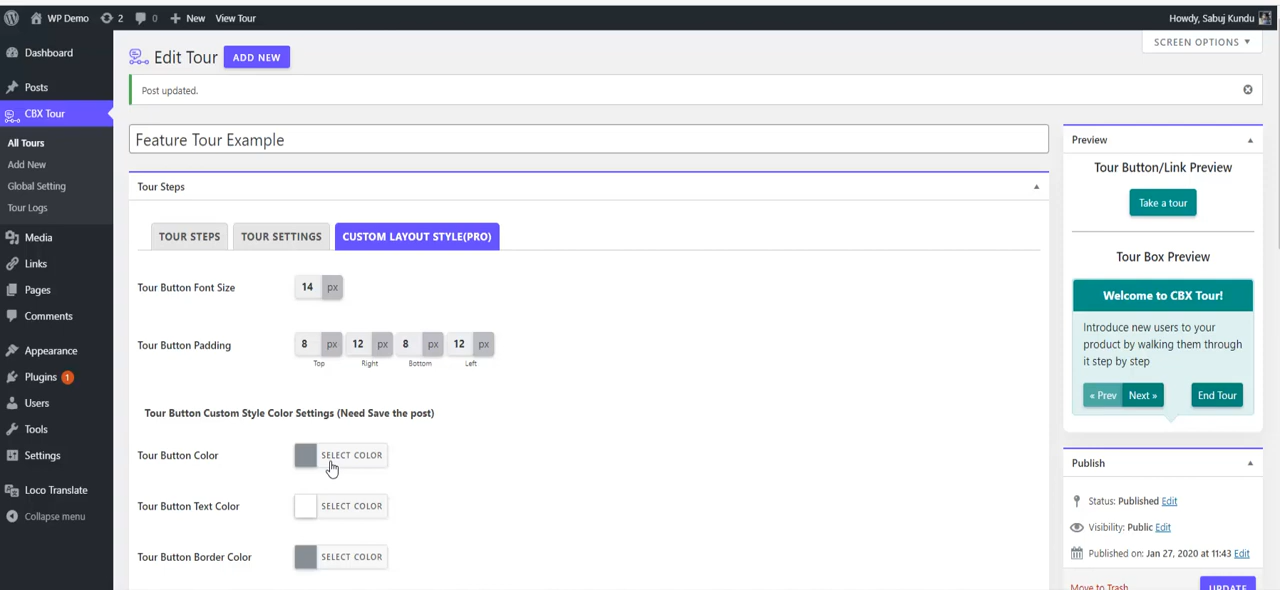 WP Demo 2 0 New View Tour Howdy, Sabuj Kundu
SCREEN OPTIONS
Dashboard
Posts
CBX Tour
All Tours
Add New
Global Setting
Tour Logs
Media
Links
Pages
Comments
Appearance
Plugins 1
Users
Tools
Settings
Loco Translate
Collapse menu
Edit Tour ADD NEW
Post updated.
Feature Tour Example
Tour Steps
TOUR STEPS TOUR SETTINGS CUSTOM LAYOUT STYLE(PRO)
Tour Button Font Size 14 px
Tour Button Padding 8 px 12 px 8 px 12 px
Top Right Bottom Left
Tour Button Custom Style Color Settings (Need Save the post)
Tour Button Color SELECT COLOR
Tour Button Text Color SELECT COLOR
Tour Button Border Color SELECT COLOR
Preview
Tour Button/Link Preview
Take a tour
Tour Box Preview
Welcome to CBX Tour!
Introduce new users to your
product by walking them through
it step by step
« Prev Next » End Tour
Publish
Status: Published Edit
Visibility: Public Edit
Published on: Jan 27, 2020 at 11:43 Edit
Move to Trash UPDATE